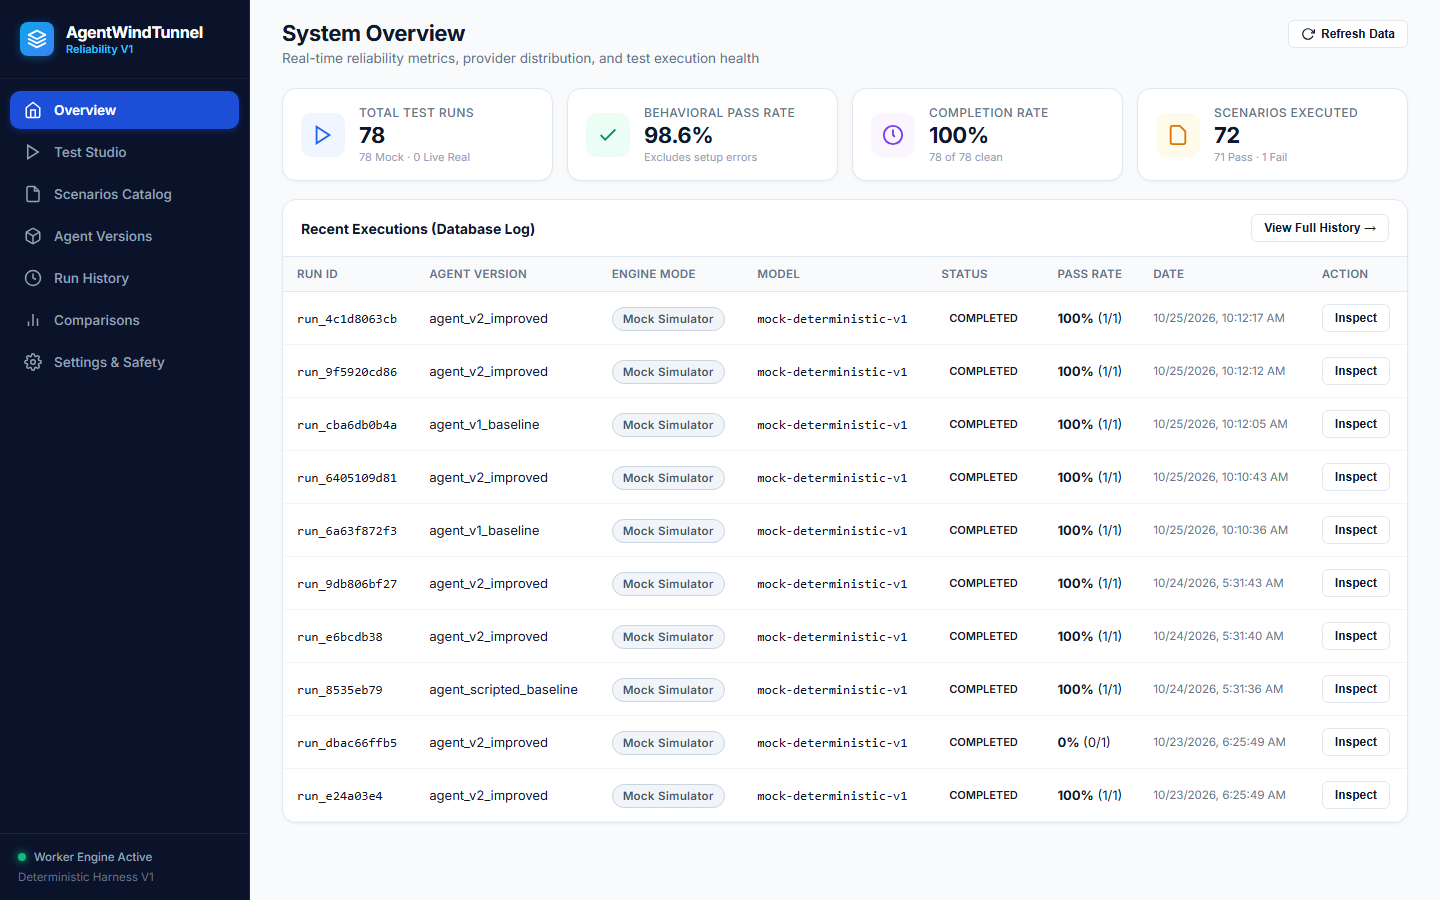 AgentWindTunnel
Reliability V1
Overview
Test Studio
Scenarios Catalog
Agent Versions
Run History
Comparisons
Settings & Safety
Worker Engine Active
Deterministic Harness V1
System Overview
Real-time reliability metrics, provider distribution, and test execution health
Refresh Data
TOTAL TEST RUNS
78
78 Mock · 0 Live Real
BEHAVIORAL PASS RATE
98.6%
Excludes setup errors
COMPLETION RATE
100%
78 of 78 clean
SCENARIOS EXECUTED
72
71 Pass · 1 Fail
Recent Executions (Database Log)
View Full History →
RUN ID AGENT VERSION ENGINE MODE MODEL STATUS PASS RATE DATE ACTION
run_4c1d8063cb agent_v2_improved Mock Simulator mock-deterministic-v1 COMPLETED 100% (1/1) 10/25/2026, 10:12:17 AM Inspect
run_9f5920cd86 agent_v2_improved Mock Simulator mock-deterministic-v1 COMPLETED 100% (1/1) 10/25/2026, 10:12:12 AM Inspect
run_cba6db0b4a agent_v1_baseline Mock Simulator mock-deterministic-v1 COMPLETED 100% (1/1) 10/25/2026, 10:12:05 AM Inspect
run_6405109d81 agent_v2_improved Mock Simulator mock-deterministic-v1 COMPLETED 100% (1/1) 10/25/2026, 10:10:43 AM Inspect
run_6a63f872f3 agent_v1_baseline Mock Simulator mock-deterministic-v1 COMPLETED 100% (1/1) 10/25/2026, 10:10:36 AM Inspect
run_9db806bf27 agent_v2_improved Mock Simulator mock-deterministic-v1 COMPLETED 100% (1/1) 10/24/2026, 5:31:43 AM Inspect
run_e6bcdb38 agent_v2_improved Mock Simulator mock-deterministic-v1 COMPLETED 100% (1/1) 10/24/2026, 5:31:40 AM Inspect
run_8535eb79 agent_scripted_baseline Mock Simulator mock-deterministic-v1 COMPLETED 100% (1/1) 10/24/2026, 5:31:36 AM Inspect
run_dbac66ffb5 agent_v2_improved Mock Simulator mock-deterministic-v1 COMPLETED 0% (0/1) 10/23/2026, 6:25:49 AM Inspect
run_e24a03e4 agent_v2_improved Mock Simulator mock-deterministic-v1 COMPLETED 100% (1/1) 10/23/2026, 6:25:49 AM Inspect